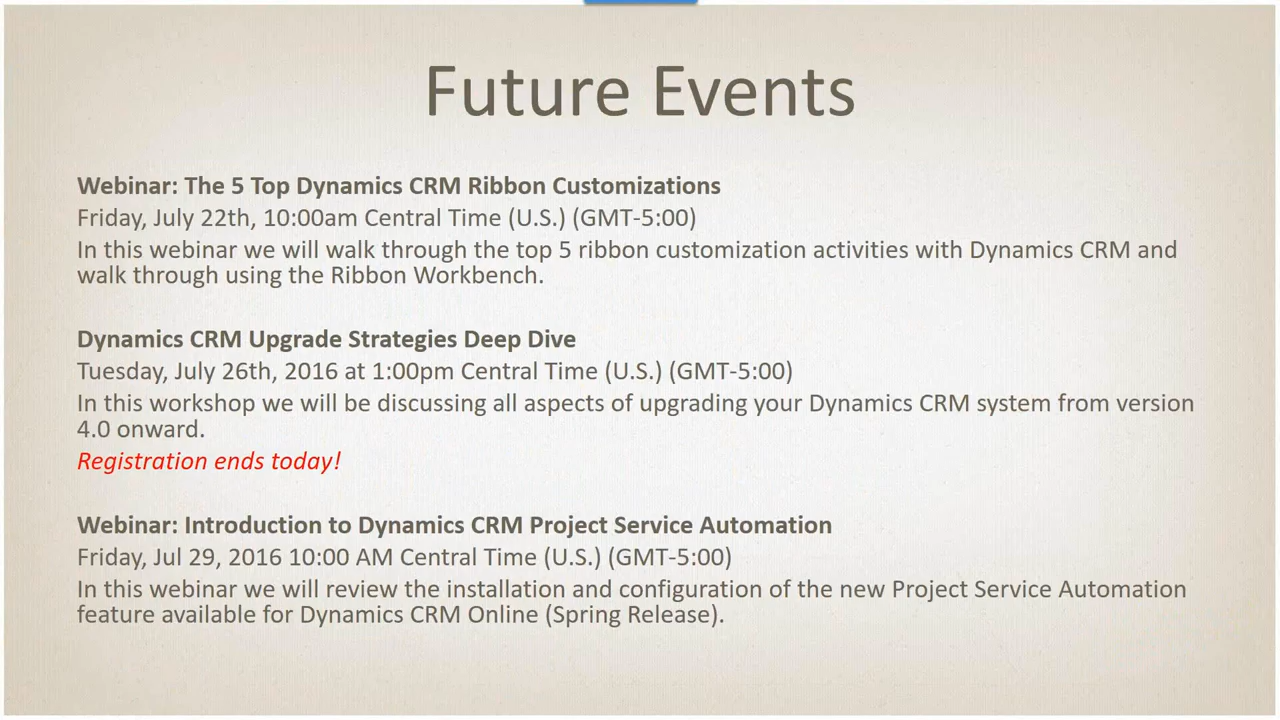 Future Events
Webinar: The 5 Top Dynamics CRM Ribbon Customizations
Friday, July 22th, 10:00am Central Time (U.S.) (GMT-5:00)
In this webinar we will walk through the top 5 ribbon customization activities with Dynamics CRM and
walk through using the Ribbon Workbench.
Dynamics CRM Upgrade Strategies Deep Dive
Tuesday, July 26th, 2016 at 1:00pm Central Time (U.S.) (GMT-5:00)
In this workshop we will be discussing all aspects of upgrading your Dynamics CRM system from version
4.0 onward.
Registration ends today!
Webinar: Introduction to Dynamics CRM Project Service Automation
Friday, Jul 29, 2016 10:00 AM Central Time (U.S.) (GMT-5:00)
In this webinar we will review the installation and configuration of the new Project Service Automation
feature available for Dynamics CRM Online (Spring Release).